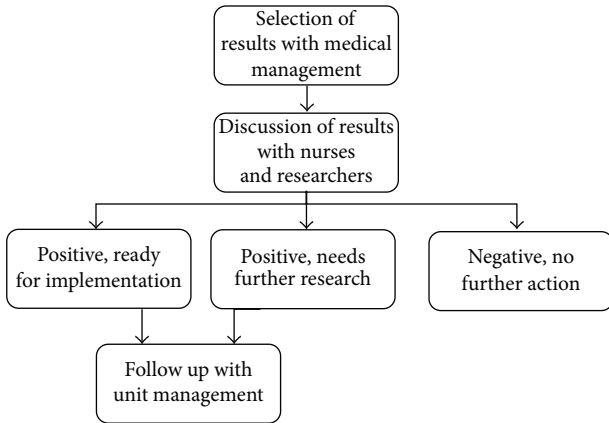 Selection of
results with medical
management
Discussion of results
with nurses
and researchers
Positive, ready
for implementation
Positive, needs
further research
Negative, no
further action
Follow up with
unit management